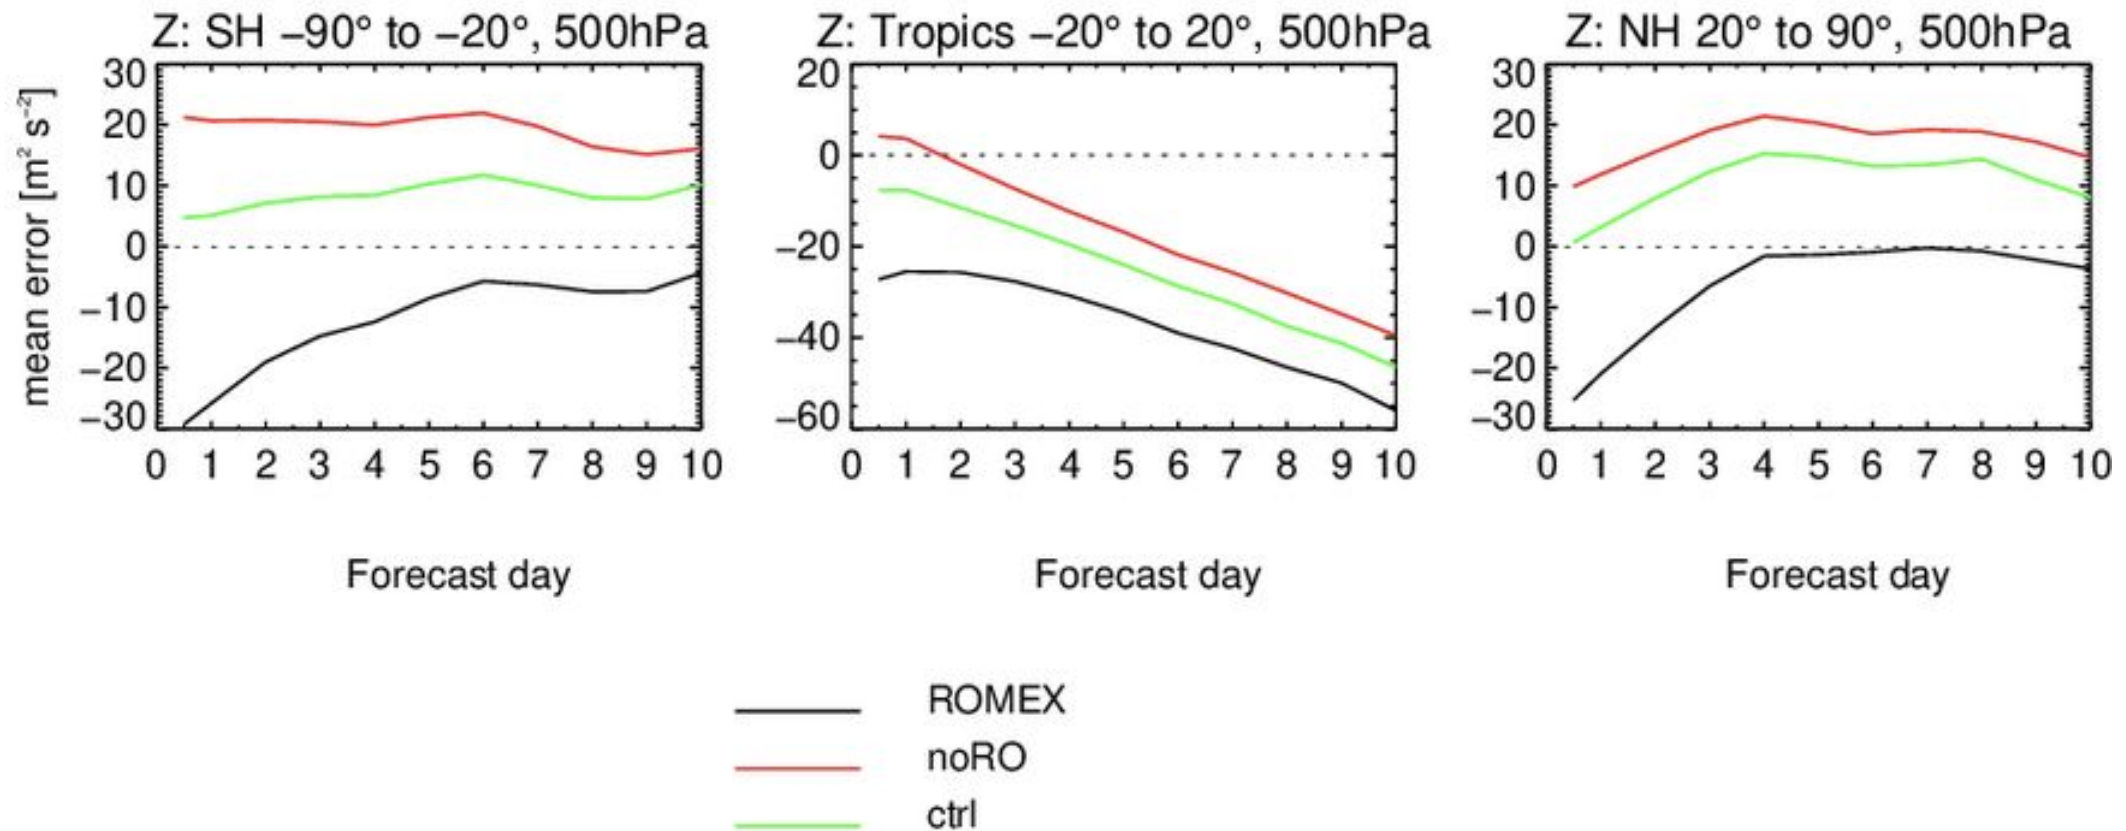 Z: SH −90° to −20°, 500hPa
mean error [m² s⁻²]
30
20
10
0
−10
−20
−30
0 1 2 3 4 5 6 7 8 9 10
Forecast day
Z: Tropics −20° to 20°, 500hPa
20
0
−20
−40
−60
0 1 2 3 4 5 6 7 8 9 10
Forecast day
Z: NH 20° to 90°, 500hPa
30
20
10
0
−10
−20
−30
0 1 2 3 4 5 6 7 8 9 10
Forecast day
ROMEX
noRO
ctrl